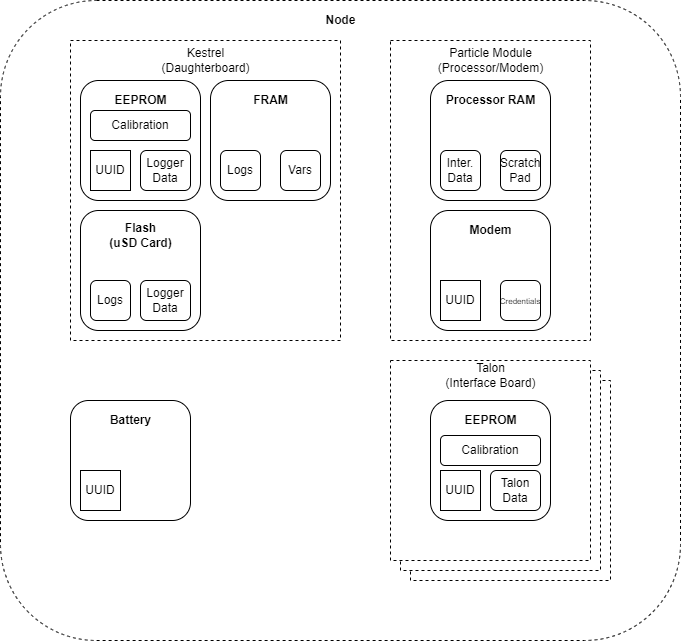 Node
Kestrel
(Daughterboard)
EEPROM
Calibration
UUID
Logger
Data
FRAM
Logs
Vars
Flash
(uSD Card)
Logs
Logger
Data
Particle Module
(Processor/Modem)
Processor RAM
Inter.
Data
Scratch
Pad
Modem
UUID
Credentials
Battery
UUID
Talon
(Interface Board)
EEPROM
Calibration
UUID
Talon
Data